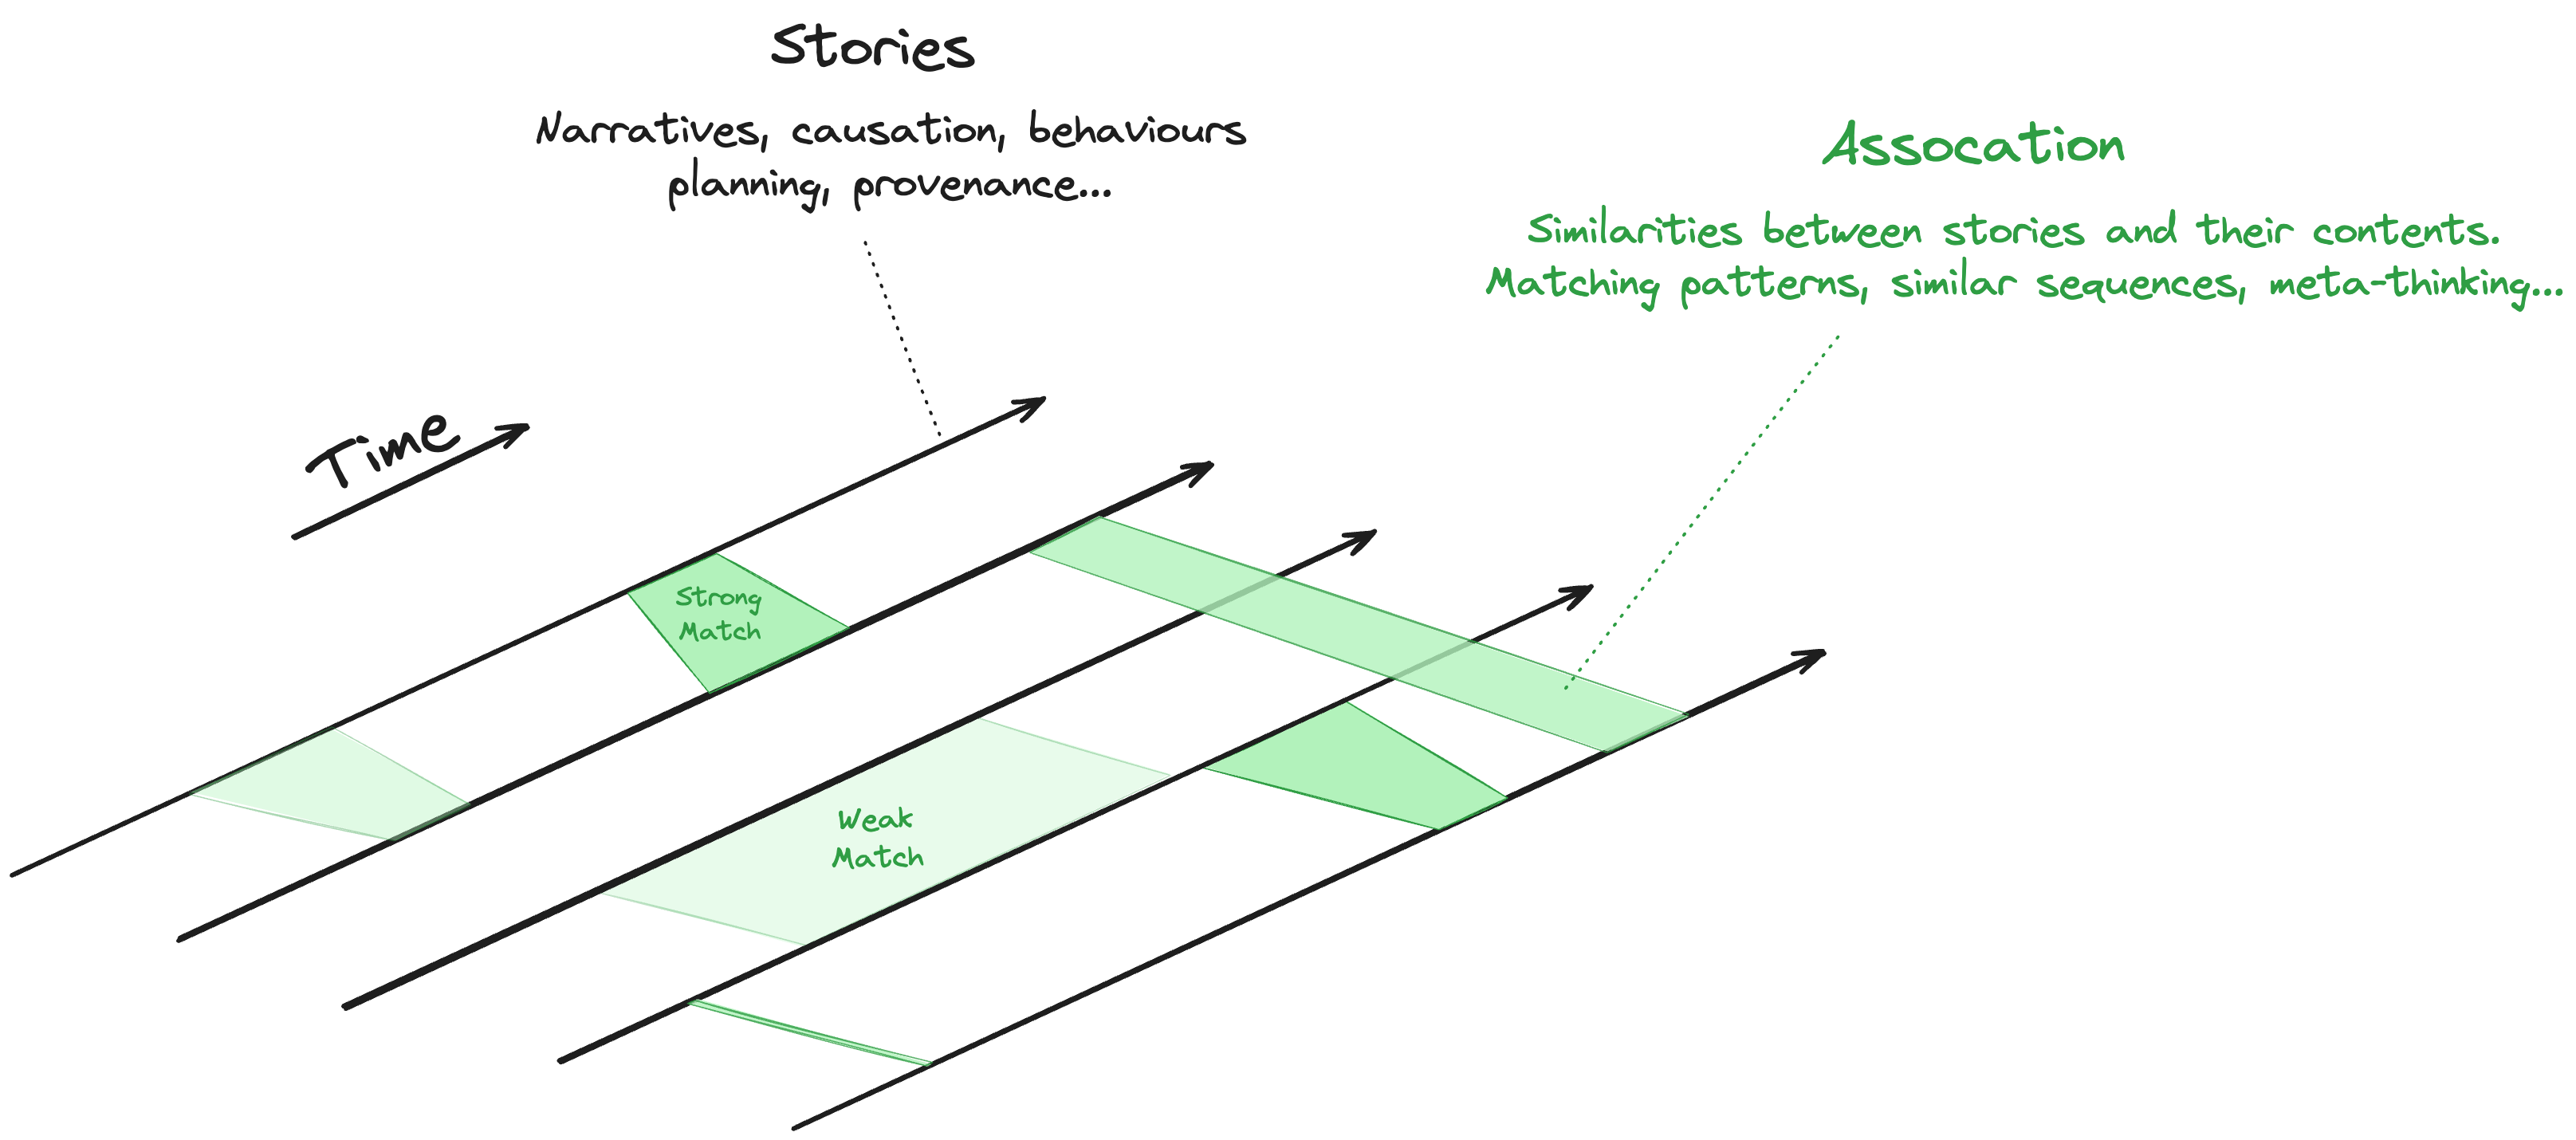 Stories
Narratives, causation, behaviours
planning, provenance...
Assocation
Similarities between stories and their contents.
Matching patterns, similar sequences, meta-thinking...
Time
Strong
Match
Weak
Match